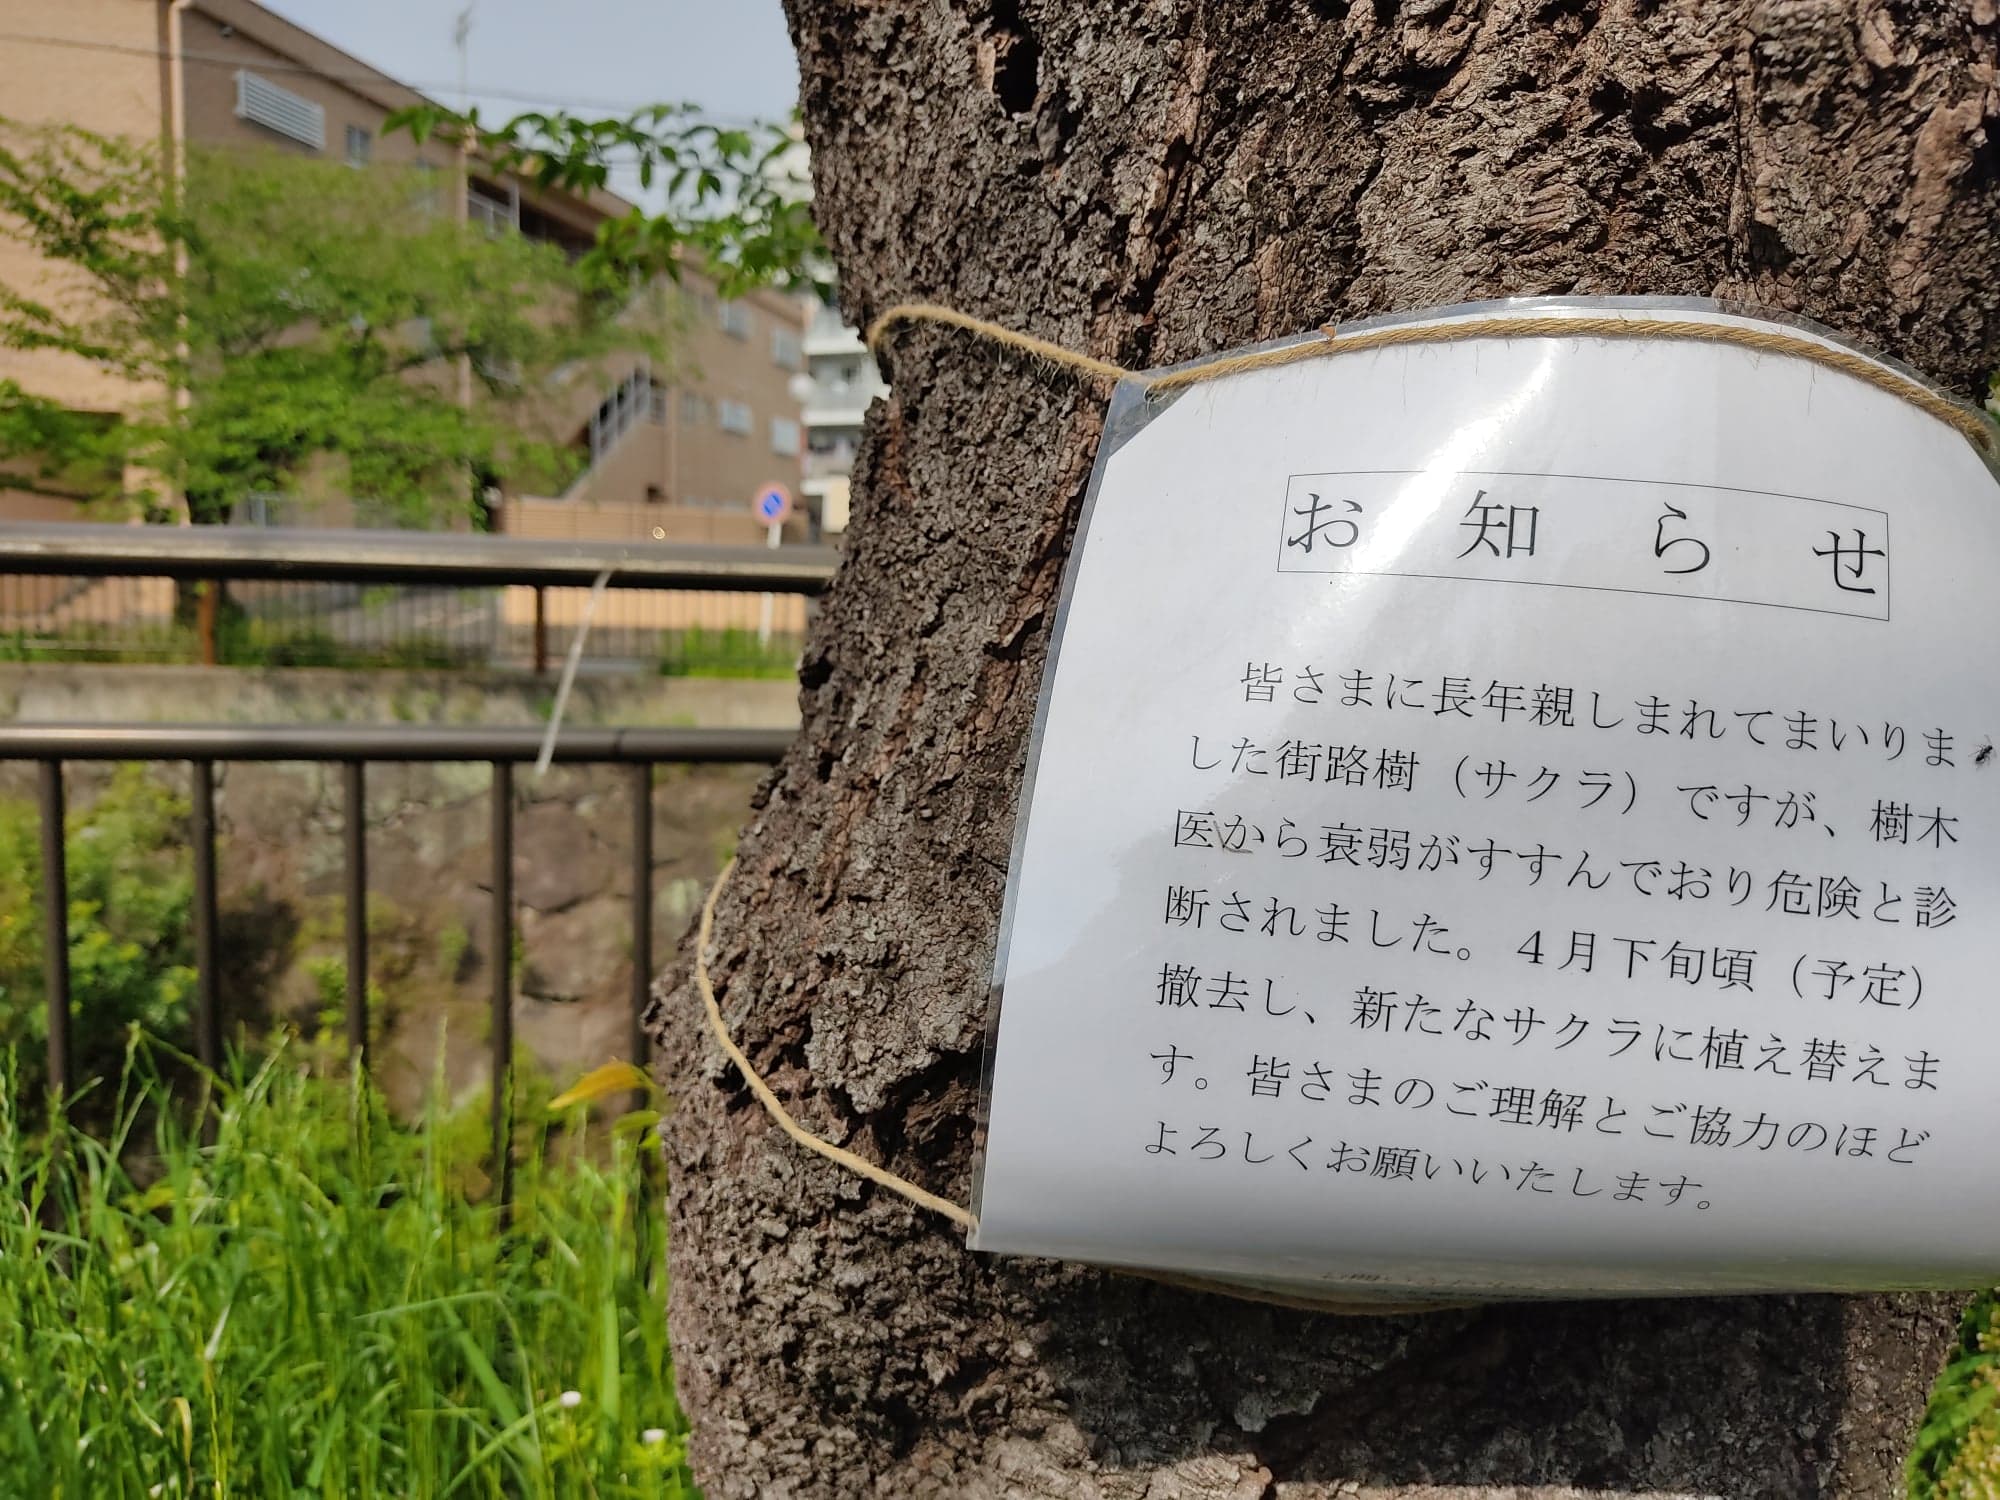 お知らせ
皆さまに長年親しまれてまいりま
した街路樹（サクラ）ですが、樹木
医から衰弱がすすんでおり危険と診
断されました。４月下旬頃（予定）
撤去し、新たなサクラに植え替えま
す。皆さまのご理解とご協力のほど
よろしくお願いいたします。